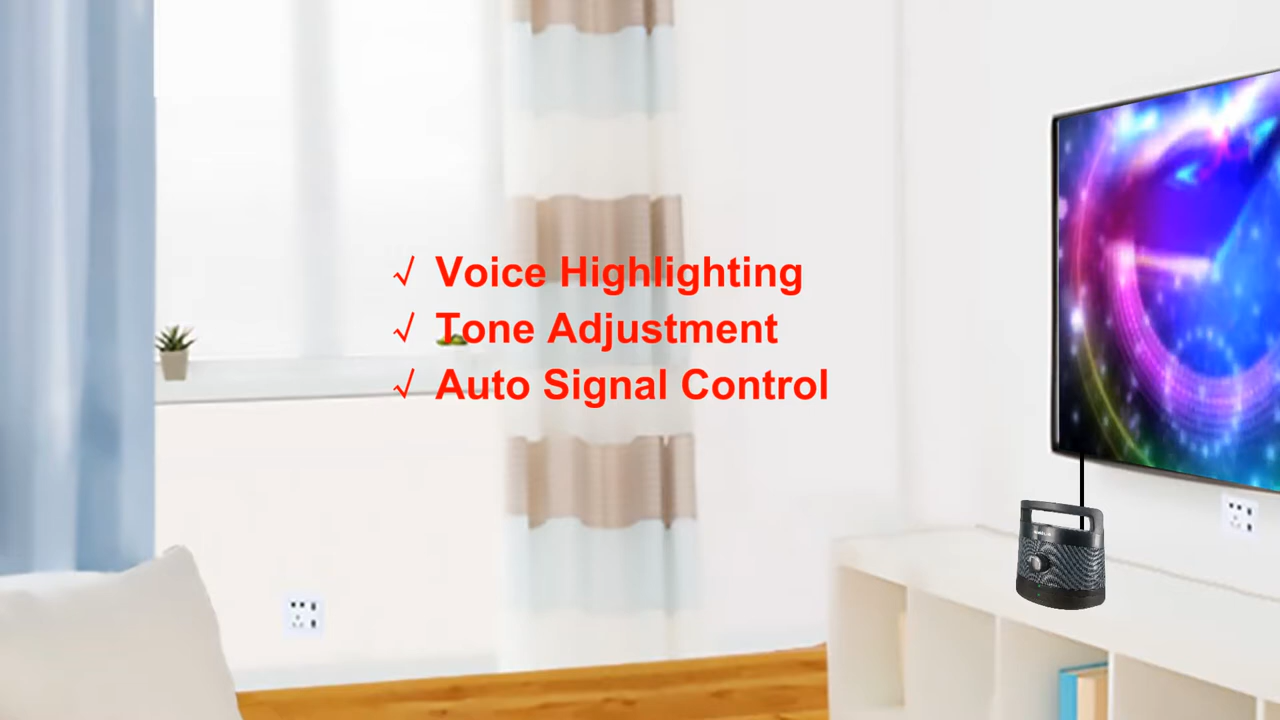 √ Voice Highlighting
√ Tone Adjustment
√ Auto Signal Control